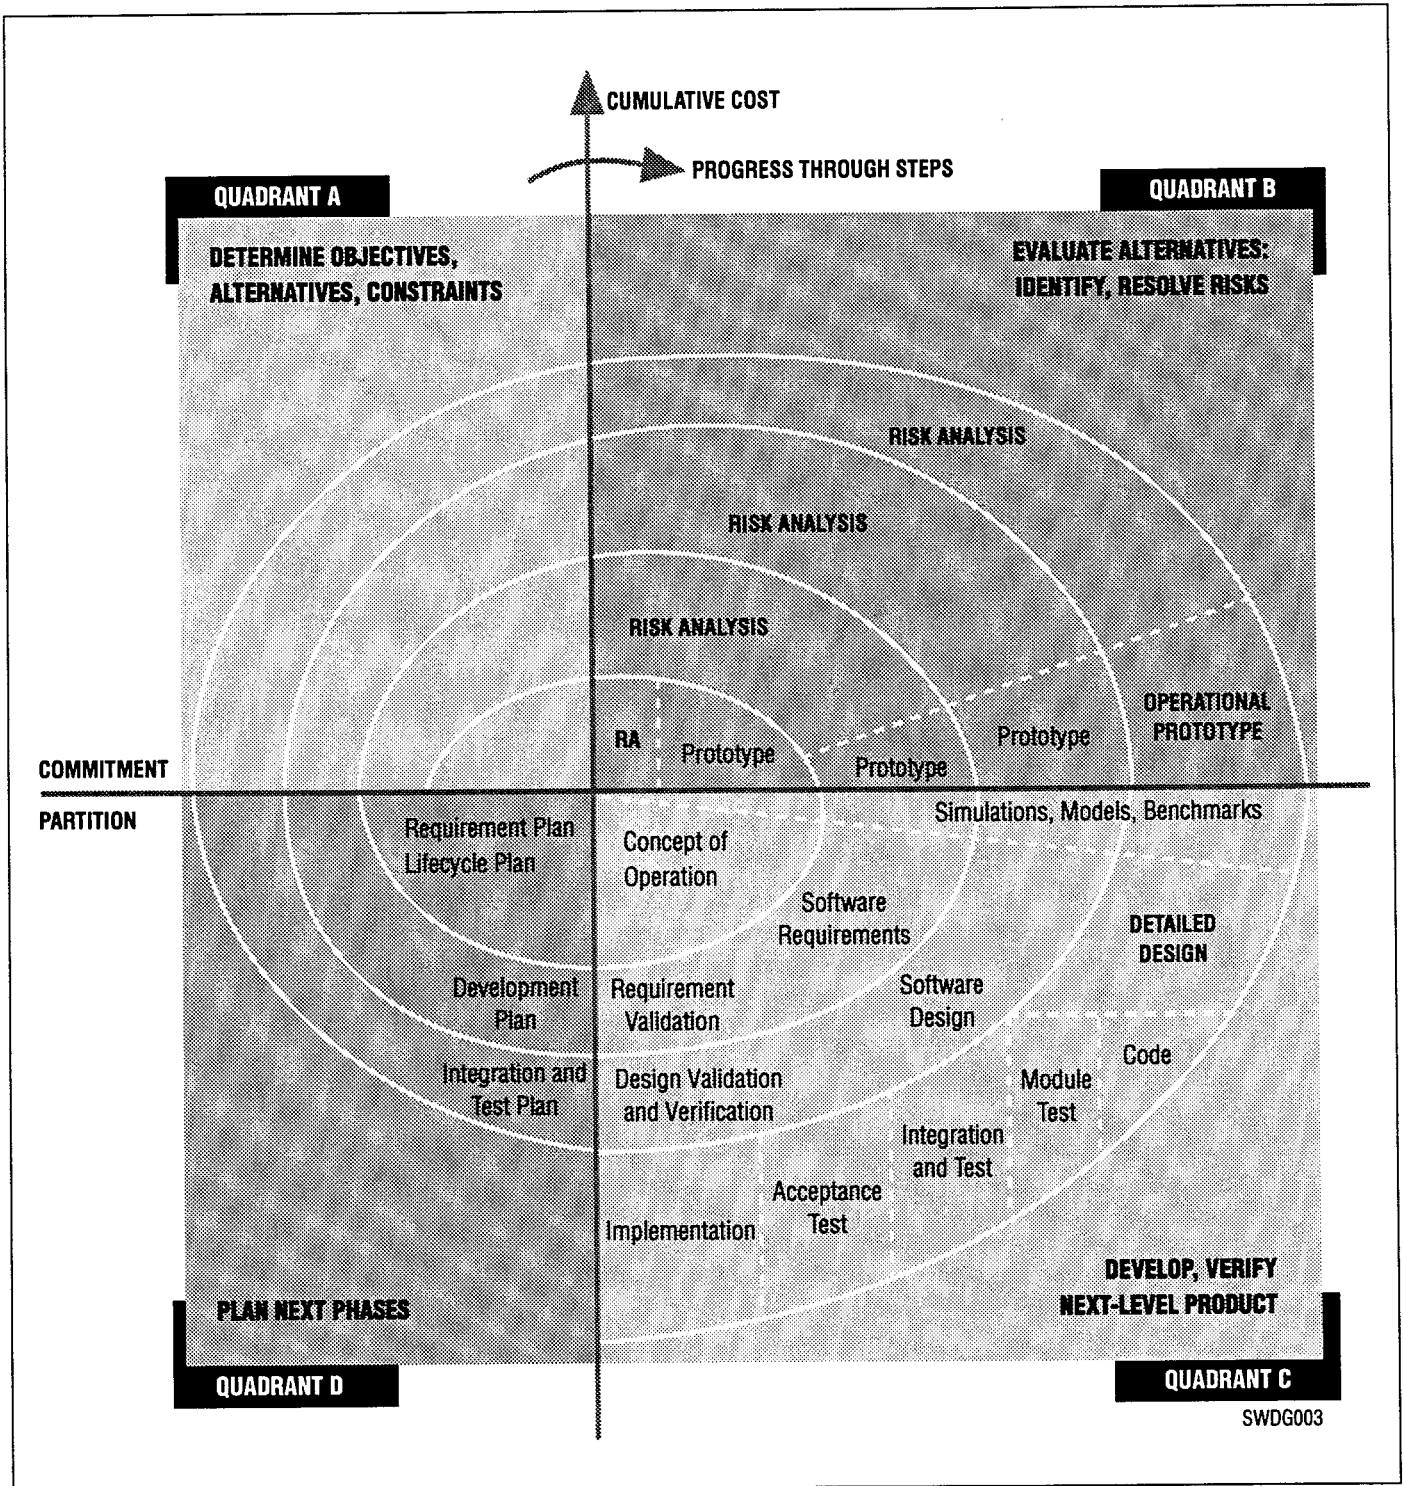 CUMULATIVE COST
PROGRESS THROUGH STEPS
QUADRANT A
QUADRANT B
DETERMINE OBJECTIVES,
ALTERNATIVES, CONSTRAINTS
EVALUATE ALTERNATIVES:
IDENTIFY, RESOLVE RISKS
RISK ANALYSIS
RISK ANALYSIS
RISK ANALYSIS
RA
Prototype
Prototype
Prototype
OPERATIONAL
PROTOTYPE
COMMITMENT
PARTITION
Simulations, Models, Benchmarks
Requirement Plan
Lifecycle Plan
Concept of
Operation
Software
Requirements
DETAILED
DESIGN
Development
Plan
Requirement
Validation
Software
Design
Integration and
Test Plan
Design Validation
and Verification
Code
Module
Test
Integration
and Test
Acceptance
Test
Implementation
DEVELOP, VERIFY
NEXT-LEVEL PRODUCT
PLAN NEXT PHASES
QUADRANT D
QUADRANT C
SWDG003